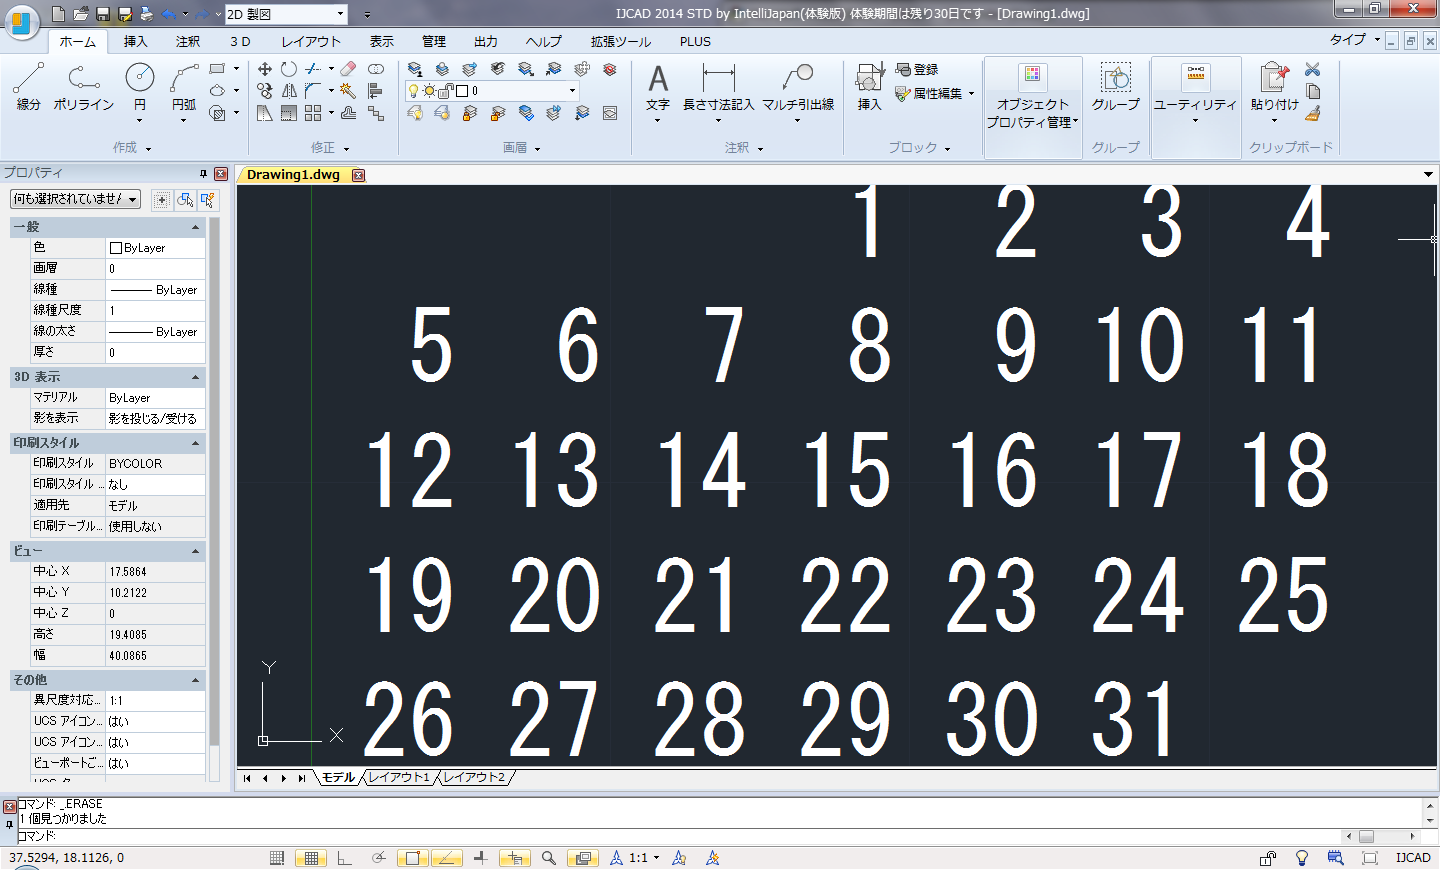 2D 製図
IJCAD 2014 STD by IntelliJapan(体験版) 体験期間は残り30日です - [Drawing1.dwg]
ホーム 挿入 注釈 3 D レイアウト 表示 管理 出力 ヘルプ 拡張ツール PLUS タイプ
線分 ポリライン 円 円弧
0
文字 長さ寸法記入 マルチ引出線
挿入 登録
属性編集
オブジェクト
プロパティ管理
グループ ユーティリティ 貼り付け
作成 修正 画層 注釈 ブロック グループ クリップボード
プロパティ
Drawing1.dwg
何も選択されていません
一般
色 ByLayer
画層 0
線種 ByLayer
線種尺度 1
線の太さ ByLayer
厚さ 0
3D 表示
マテリアル ByLayer
影を表示 影を投じる/受ける
印刷スタイル
印刷スタイル BYCOLOR
印刷スタイル ... なし
適用先 モデル
印刷テーブル... 使用しない
ビュー
中心 X 17.5864
中心 Y 10.2122
中心 Z 0
高さ 19.4085
幅 40.0865
その他
異尺度対応... 1:1
UCS アイコン... はい
UCS アイコン... はい
ビューポートご... はい
1 2 3 4
5 6 7 8 9 10 11
12 13 14 15 16 17 18
19 20 21 22 23 24 25
26 27 28 29 30 31
Y
X
モデル レイアウト1 レイアウト2
コマンド: _.ERASE
1 個見つかりました
コマンド:
37.5294, 18.1126, 0
1:1
IJCAD